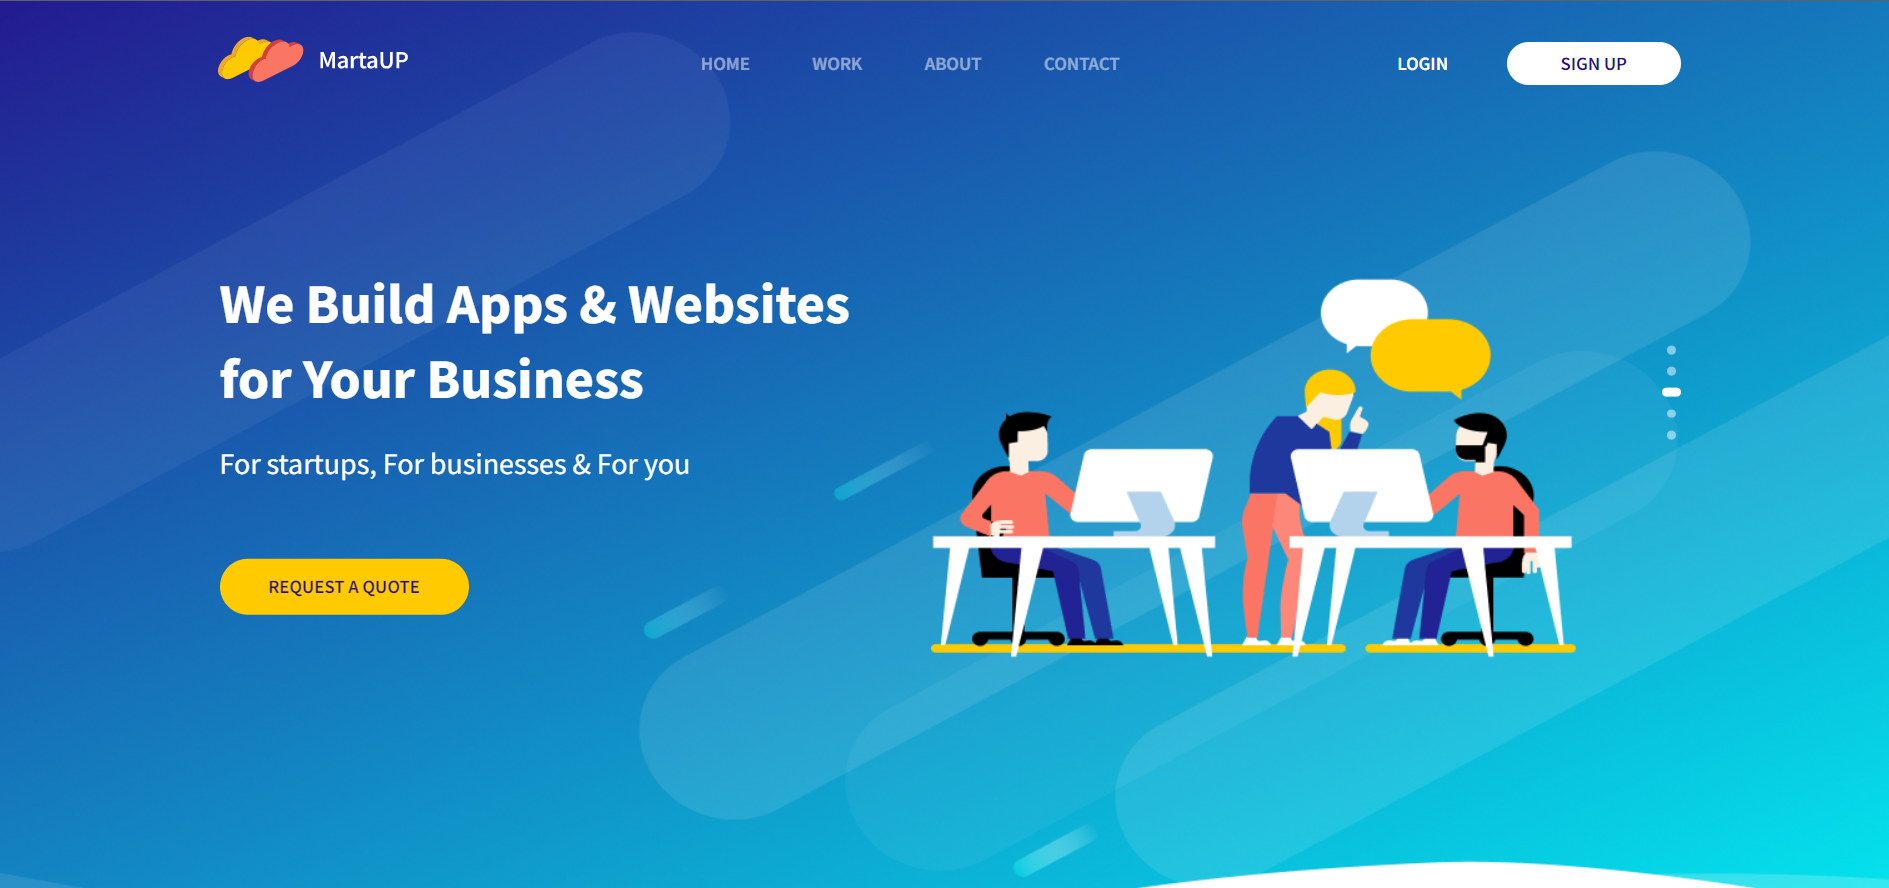 MartaUP
HOME WORK ABOUT CONTACT
LOGIN SIGN UP
We Build Apps & Websites
for Your Business
For startups, For businesses & For you
REQUEST A QUOTE